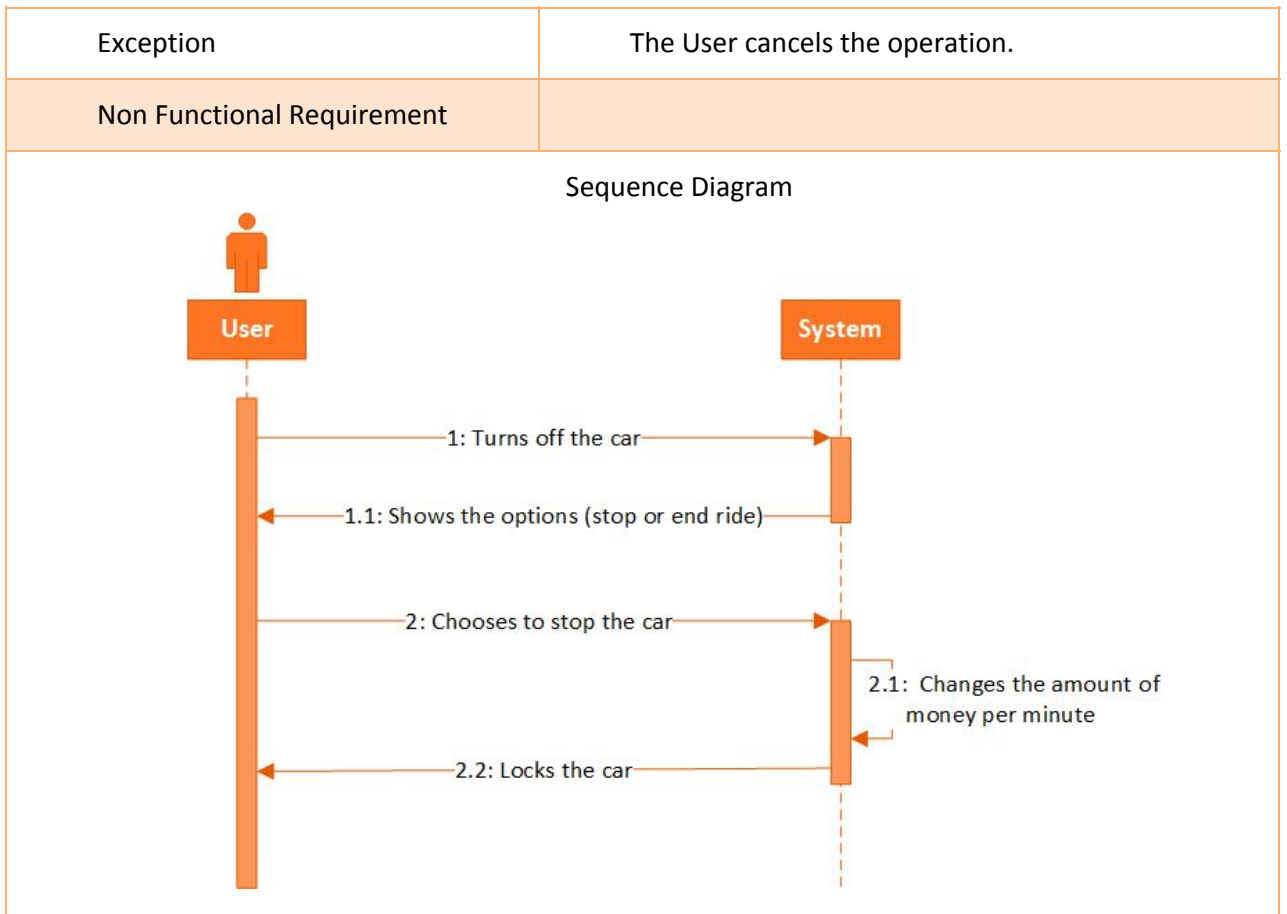 Exception The User cancels the operation.
Non Functional Requirement
Sequence Diagram
User System
1: Turns off the car
1.1: Shows the options (stop or end ride)
2: Chooses to stop the car
2.1: Changes the amount of
money per minute
2.2: Locks the car